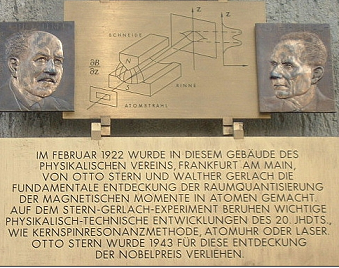 SCHNEIDE
N
S
∂B
∂z
RINNE
ATOMSTRAHL
Z
Z
IM FEBRUAR 1922 WURDE IN DIESEM GEBÄUDE DES
PHYSIKALISCHEN VEREINS, FRANKFURT AM MAIN,
VON OTTO STERN UND WALTHER GERLACH DIE
FUNDAMENTALE ENTDECKUNG DER RAUMQUANTISIERUNG
DER MAGNETISCHEN MOMENTE IN ATOMEN GEMACHT.
AUF DEM STERN-GERLACH-EXPERIMENT BERUHEN WICHTIGE
PHYSIKALISCH-TECHNISCHE ENTWICKLUNGEN DES 20. JHDTS.,
WIE KERNSPINRESONANZMETHODE, ATOMUHR ODER LASER.
OTTO STERN WURDE 1943 FÜR DIESE ENTDECKUNG
DER NOBELPREIS VERLIEHEN.